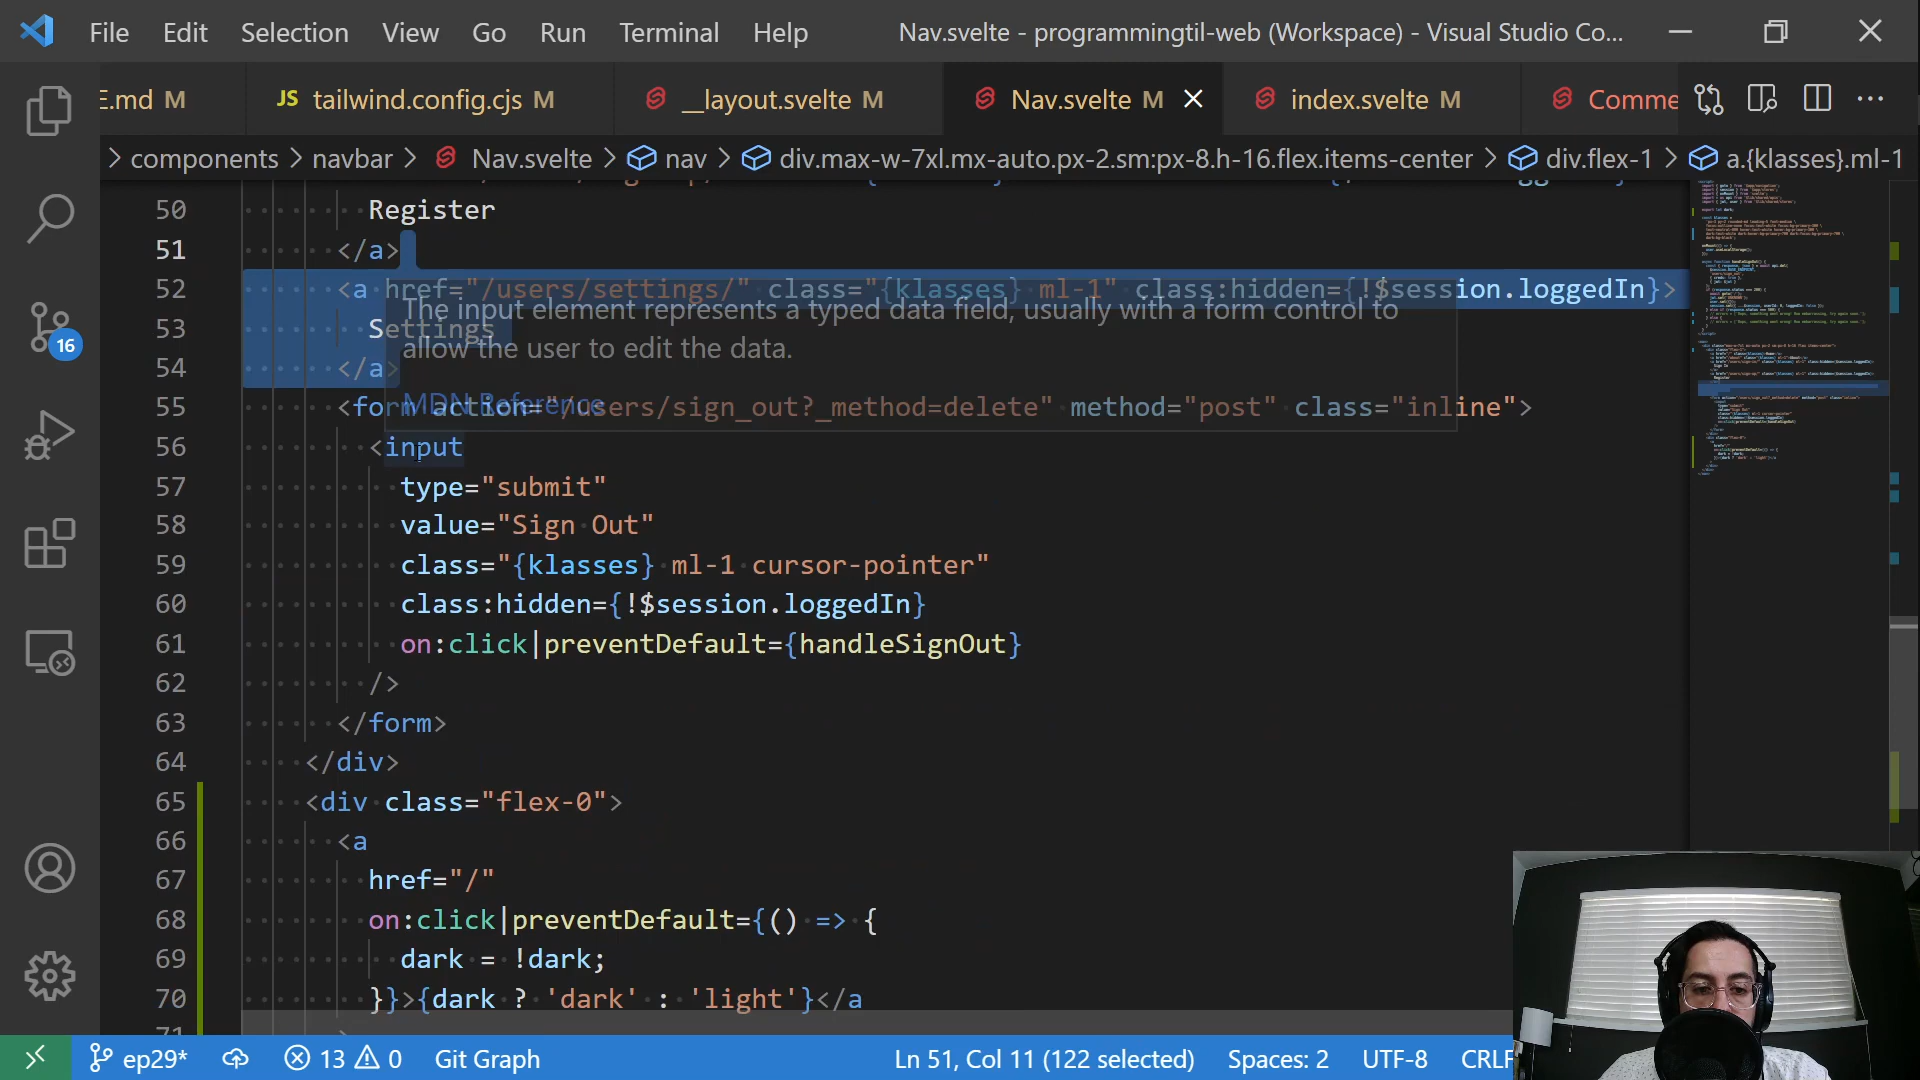 File Edit Selection View Go Run Terminal Help Nav.svelte - programmingtil-web (Workspace) - Visual Studio Co...
E.md M JS tailwind.config.cjs M __layout.svelte M Nav.svelte M index.svelte M Comme
components > navbar > Nav.svelte > nav > div.max-w-7xl.mx-auto.px-2.sm:px-8.h-16.flex.items-center > div.flex-1 > a.{klasses}.ml-1
50 Register
51 </a>
52 <a href="/users/settings/" class="{klasses} ml-1" class:hidden={!$session.loggedIn}>
The input element represents a typed data field, usually with a form control to
53 Settings
allow the user to edit the data.
54 </a>
MDN Reference
55 <form action="/users/sign_out?_method=delete" method="post" class="inline">
56 <input
57 type="submit"
58 value="Sign Out"
59 class="{klasses} ml-1 cursor-pointer"
60 class:hidden={!$session.loggedIn}
61 on:click|preventDefault={handleSignOut}
62 />
63 </form>
64 </div>
65 <div class="flex-0">
66 <a
67 href="/"
68 on:click|preventDefault={() => {
69 dark = !dark;
70 }}>{dark ? 'dark' : 'light'}</a
71
16
ep29* 13 0 Git Graph Ln 51, Col 11 (122 selected) Spaces: 2 UTF-8 CRLF